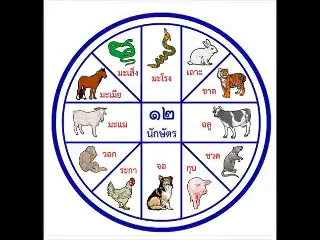 มะเส็ง
มะโรง
เถาะ
มะเมีย
ขาล
๑๒
นักษัตร
มะแม
ฉลู
วอก
ชวด
ระกา
จอ
กุน